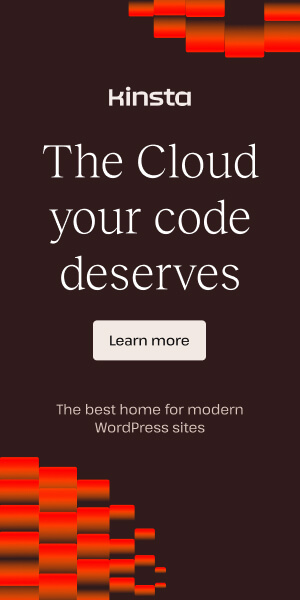 Kinsta
The Cloud
your code
deserves
Learn more
The best home for modern
WordPress sites